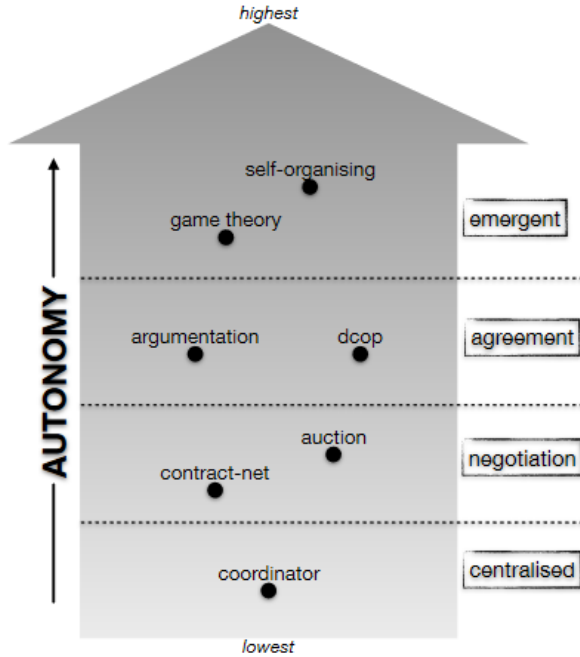 highest
self-organising
game theory
emergent
argumentation
dcop
agreement
AUTONOMY
auction
contract-net
negotiation
coordinator
centralised
lowest